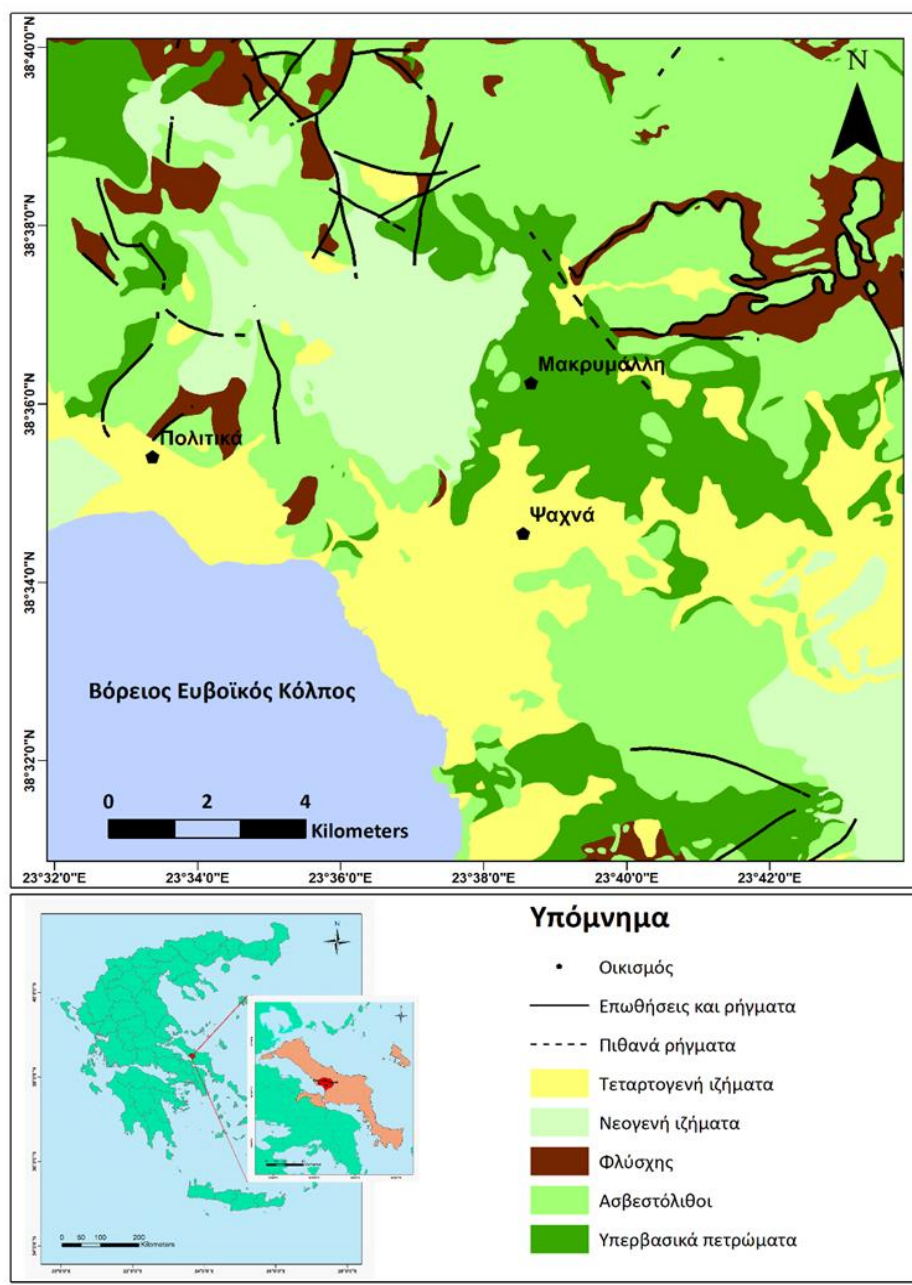 38°40'0"N
N
38°38'0"N
Μακρυμάλλη
38°36'0"N
Πολιτικά
Ψαχνά
38°34'0"N
Βόρειος Ευβοϊκός Κόλπος
38°32'0"N
0 2 4
Kilometers
23°32'0"E 23°34'0"E 23°36'0"E 23°38'0"E 23°40'0"E 23°42'0"E
Υπόμνημα
Οικισμός
Επωθήσεις και ρήγματα
Πιθανά ρήγματα
Τεταρτογενή ιζήματα
Νεογενή ιζήματα
Φλύσχης
Ασβεστόλιθοι
Υπερβασικά πετρώματα
N
0 50 100 200
Kilometers